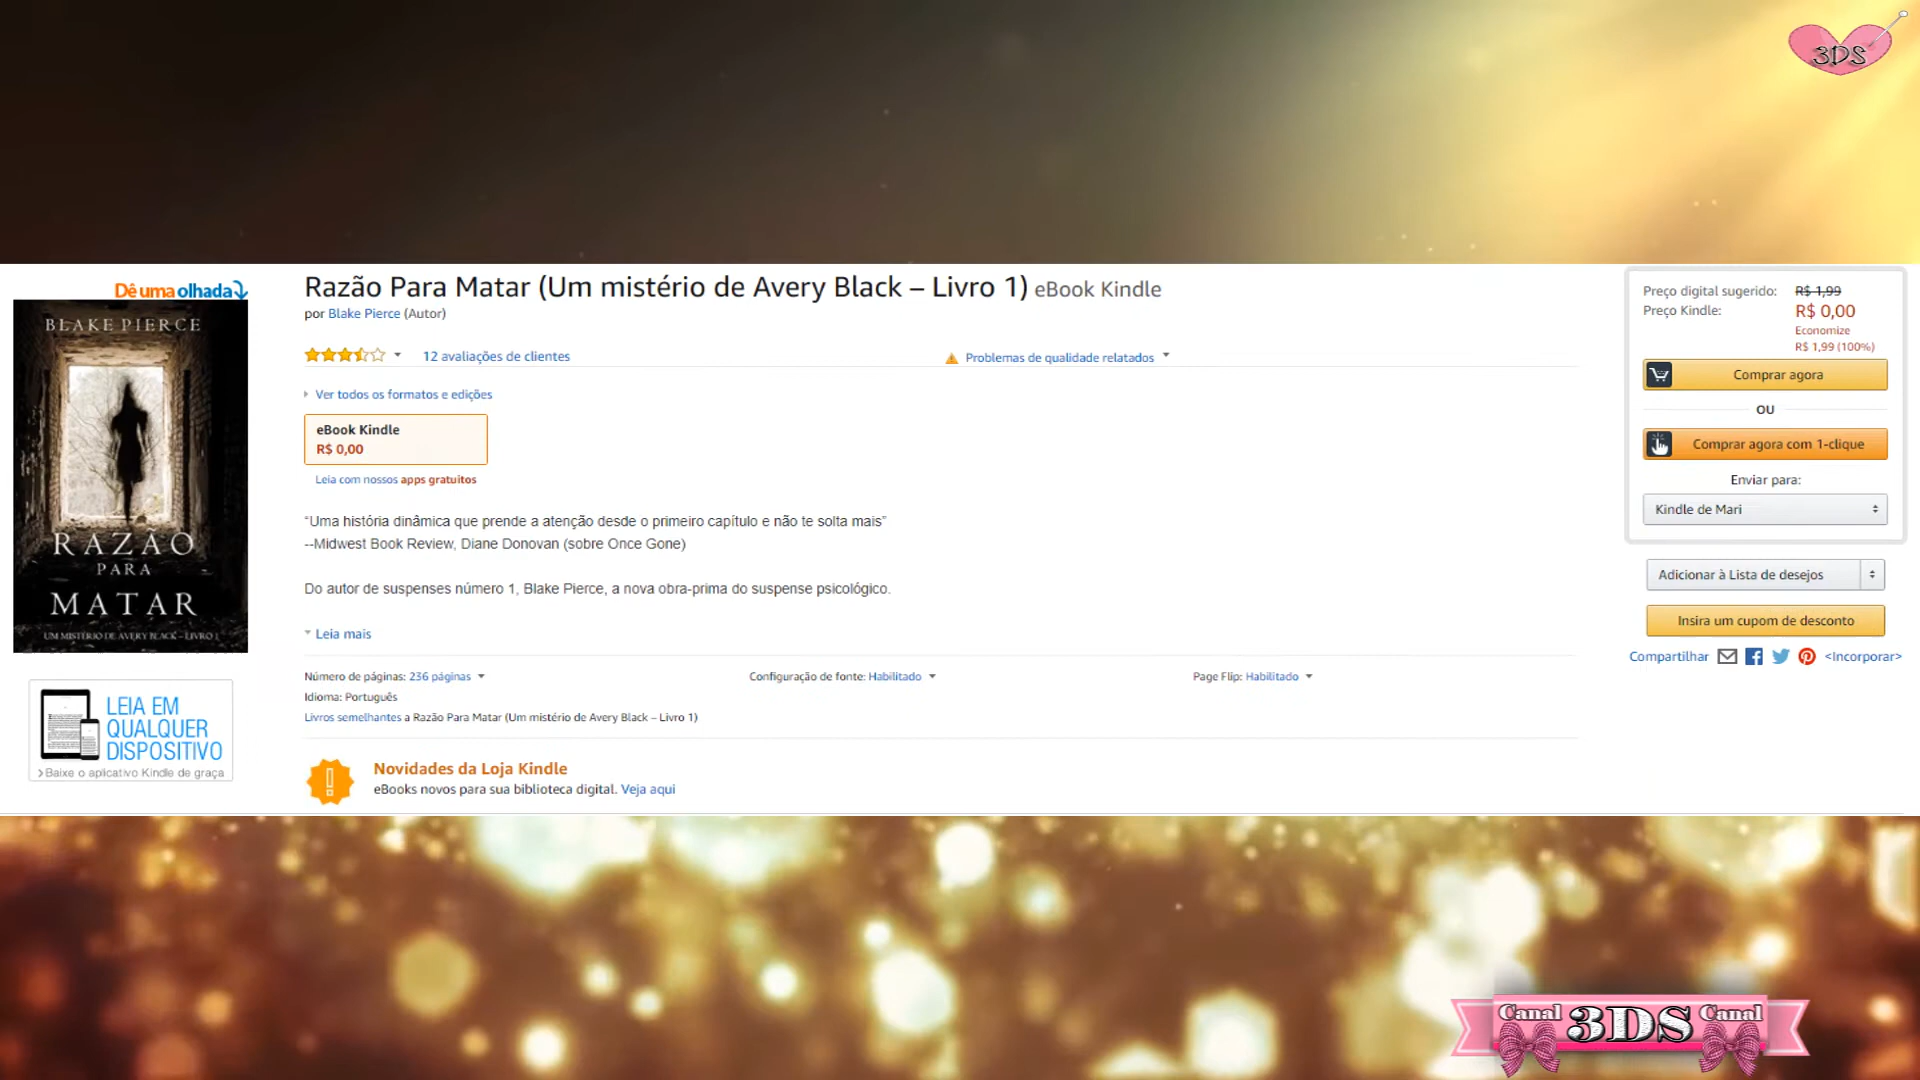 3DS
Dê uma olhada
BLAKE PIERCE
RAZÃO
PARA
MATAR
UM MISTÉRIO DE AVERY BLACK – LIVRO 1
LEIA EM
QUALQUER
DISPOSITIVO
Baixe o aplicativo Kindle de graça
Razão Para Matar (Um mistério de Avery Black – Livro 1) eBook Kindle
por Blake Pierce (Autor)
12 avaliações de clientes
Problemas de qualidade relatados
Ver todos os formatos e edições
eBook Kindle
R$ 0,00
Leia com nossos apps gratuitos
“Uma história dinâmica que prende a atenção desde o primeiro capítulo e não te solta mais”
--Midwest Book Review, Diane Donovan (sobre Once Gone)
Do autor de suspenses número 1, Blake Pierce, a nova obra-prima do suspense psicológico.
Leia mais
Número de páginas: 236 páginas
Configuração de fonte: Habilitado
Page Flip: Habilitado
Idioma: Português
Livros semelhantes a Razão Para Matar (Um mistério de Avery Black – Livro 1)
Novidades da Loja Kindle
eBooks novos para sua biblioteca digital. Veja aqui
Preço digital sugerido: R$ 1,99
Preço Kindle: R$ 0,00
Economize
R$ 1,99 (100%)
Comprar agora
OU
Comprar agora com 1-clique
Enviar para:
Kindle de Mari
Adicionar à Lista de desejos
Insira um cupom de desconto
Compartilhar <Incorporar>
Canal 3DS Canal